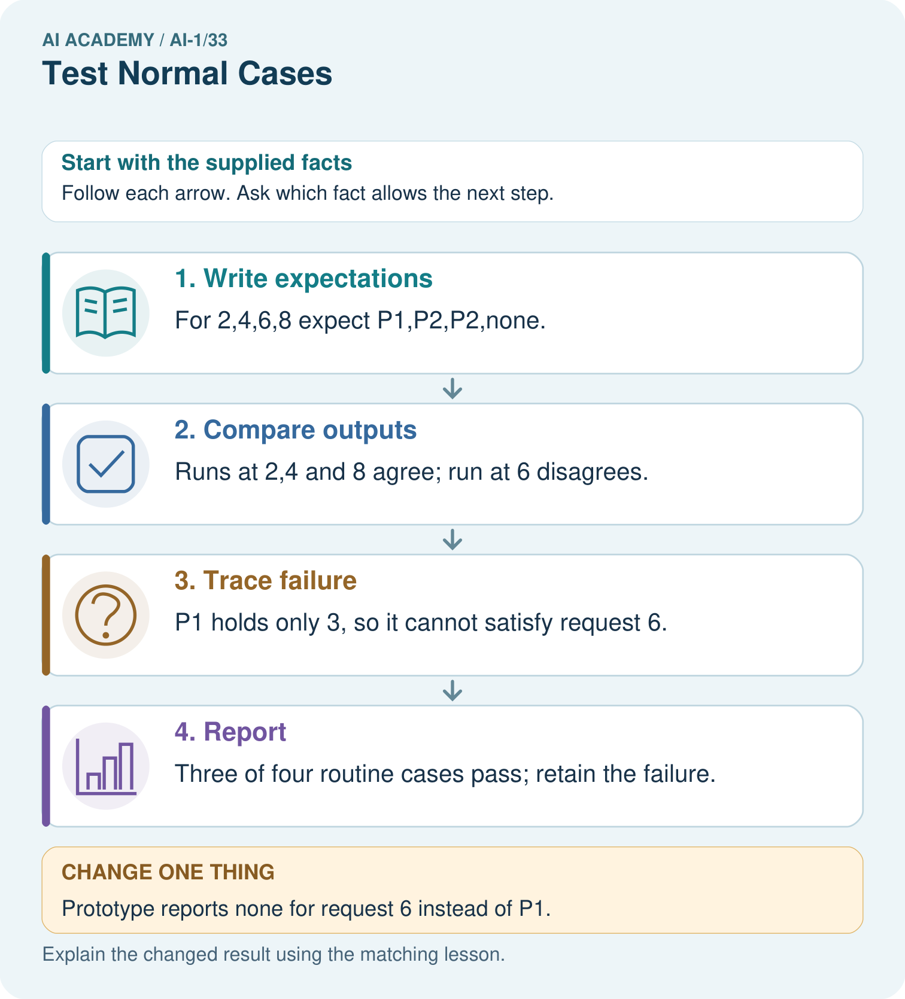 AI ACADEMY / AI-1/33
Test Normal Cases
Start with the supplied facts
Follow each arrow. Ask which fact allows the next step.
1. Write expectations
For 2,4,6,8 expect P1,P2,P2,none.
2. Compare outputs
Runs at 2,4 and 8 agree; run at 6 disagrees.
3. Trace failure
P1 holds only 3, so it cannot satisfy request 6.
4. Report
Three of four routine cases pass; retain the failure.
CHANGE ONE THING
Prototype reports none for request 6 instead of P1.
Explain the changed result using the matching lesson.